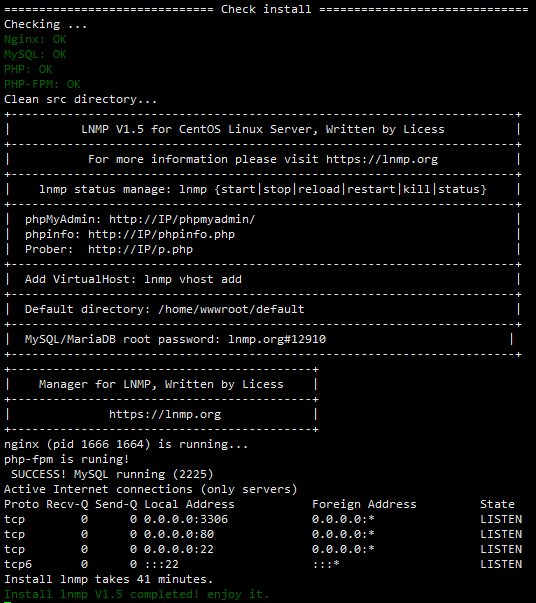 ============================== Check install ==============================
Checking ...
Nginx: OK
MySQL: OK
PHP: OK
PHP-FPM: OK
Clean src directory...
+------------------------------------------------------------------------+
|          LNMP V1.5 for CentOS Linux Server, Written by Licess          |
+------------------------------------------------------------------------+
|           For more information please visit https://lnmp.org           |
+------------------------------------------------------------------------+
|    lnmp status manage: lnmp {start|stop|reload|restart|kill|status}    |
+------------------------------------------------------------------------+
|  phpMyAdmin: http://IP/phpmyadmin/                                     |
|  phpinfo: http://IP/phpinfo.php                                        |
|  Prober:  http://IP/p.php                                              |
+------------------------------------------------------------------------+
|  Add VirtualHost: lnmp vhost add                                       |
+------------------------------------------------------------------------+
|  Default directory: /home/wwwroot/default                              |
+------------------------------------------------------------------------+
|  MySQL/MariaDB root password: lnmp.org#12910                          |
+------------------------------------------------------------------------+
+-------------------------------------------+
|    Manager for LNMP, Written by Licess    |
+-------------------------------------------+
|              https://lnmp.org             |
+-------------------------------------------+
nginx (pid 1666 1664) is running...
php-fpm is runing!
 SUCCESS! MySQL running (2225)
Active Internet connections (only servers)
Proto Recv-Q Send-Q Local Address           Foreign Address         State
tcp        0      0 0.0.0.0:3306            0.0.0.0:*               LISTEN
tcp        0      0 0.0.0.0:80              0.0.0.0:*               LISTEN
tcp        0      0 0.0.0.0:22              0.0.0.0:*               LISTEN
tcp6       0      0 :::22                   :::*                    LISTEN
Install lnmp takes 41 minutes.
Install lnmp V1.5 completed! enjoy it.